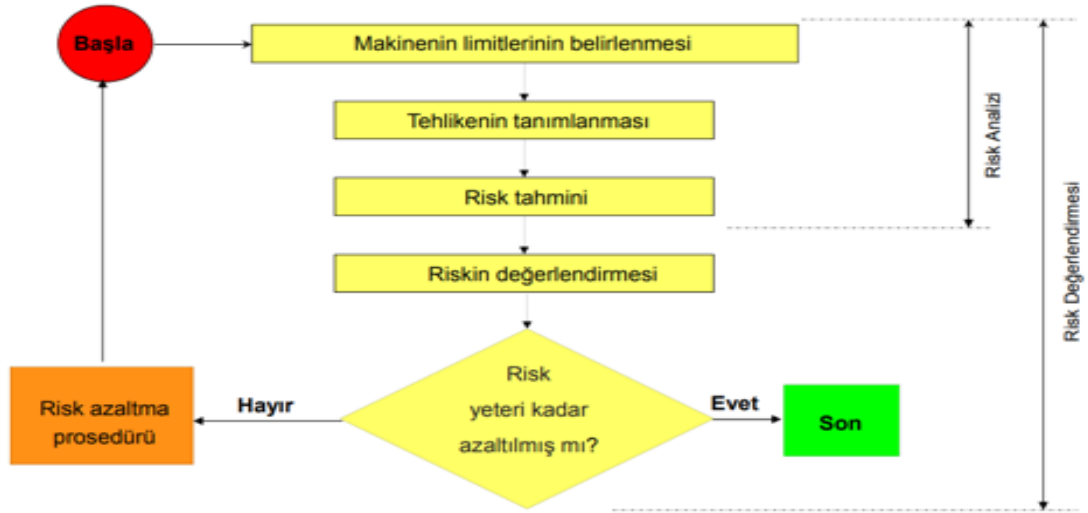 Başla
Makinenin limitlerinin belirlenmesi
Tehlikenin tanımlanması
Risk tahmini
Riskin değerlendirmesi
Risk
yeteri kadar
azaltılmış mı?
Hayır
Evet
Risk azaltma
prosedürü
Son
Risk Analizi
Risk Değerlendirmesi